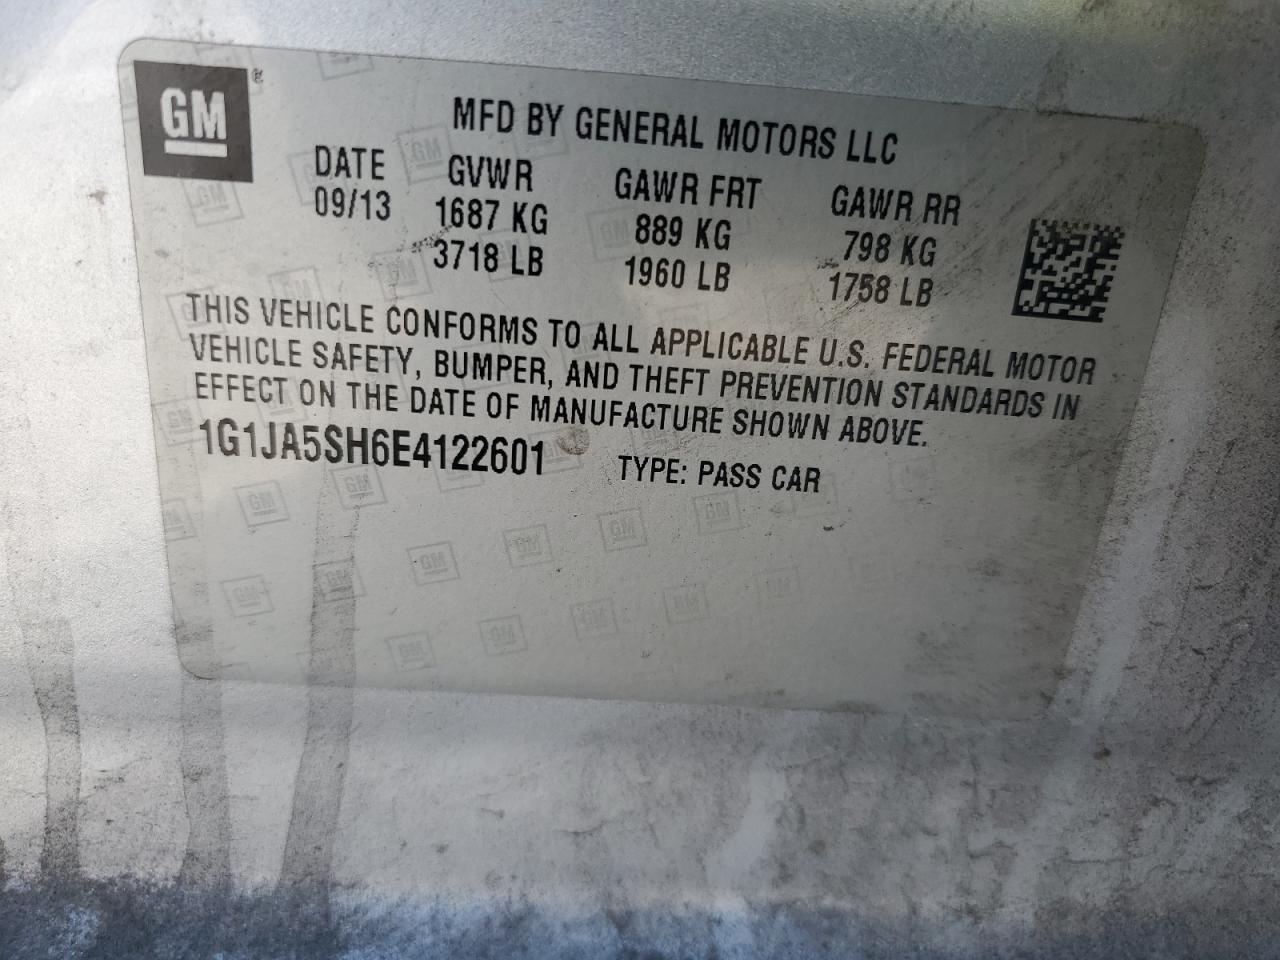 GM ®
MFD BY GENERAL MOTORS LLC
DATE GVWR GAWR FRT GAWR RR
09/13 1687 KG 889 KG 798 KG
3718 LB 1960 LB 1758 LB
THIS VEHICLE CONFORMS TO ALL APPLICABLE U.S. FEDERAL MOTOR
VEHICLE SAFETY, BUMPER, AND THEFT PREVENTION STANDARDS IN
EFFECT ON THE DATE OF MANUFACTURE SHOWN ABOVE.
1G1JA5SH6E4122601 TYPE: PASS CAR